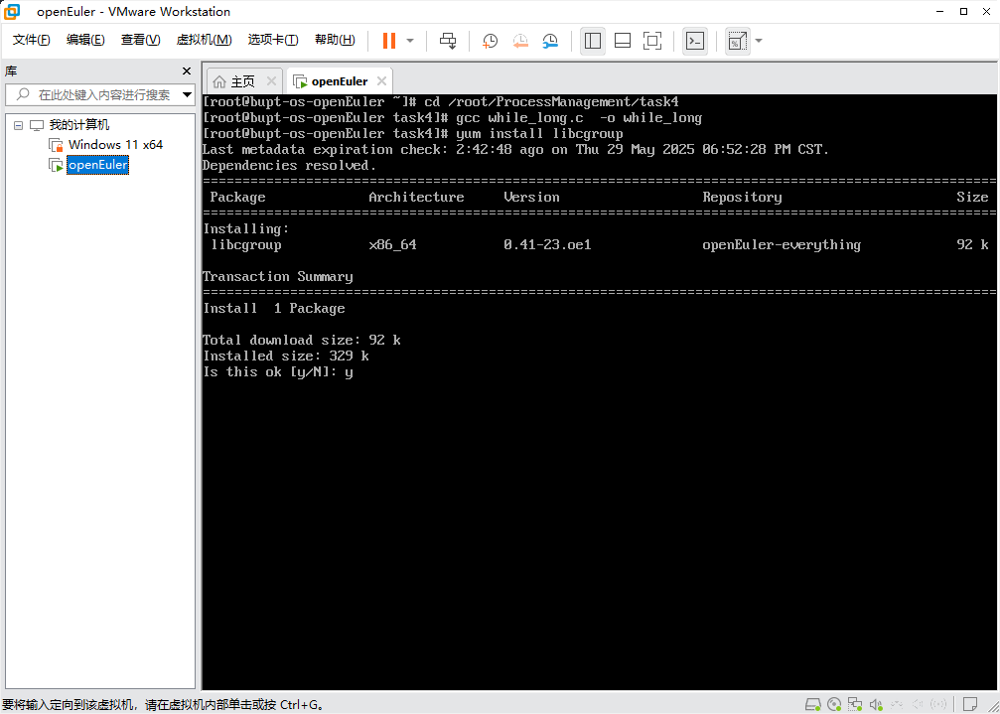 openEuler - VMware Workstation
文件(F) 编辑(E) 查看(V) 虚拟机(M) 选项卡(T) 帮助(H)
库
在此处键入内容进行搜索
我的计算机
Windows 11 x64
openEuler
主页 openEuler
[root@bupt-os-openEuler ~]# cd /root/ProcessManagement/task4
[root@bupt-os-openEuler task4]# gcc while_long.c  -o while_long
[root@bupt-os-openEuler task4]# yum install libcgroup
Last metadata expiration check: 2:42:48 ago on Thu 29 May 2025 06:52:28 PM CST.
Dependencies resolved.
================================================================================
Package Architecture Version Repository Size
================================================================================
Installing:
libcgroup x86_64 0.41-23.oe1 openEuler-everything 92 k
Transaction Summary
================================================================================
Install  1 Package
Total download size: 92 k
Installed size: 329 k
Is this ok [y/N]: y
要将输入定向到该虚拟机，请在虚拟机内部单击或按 Ctrl+G。